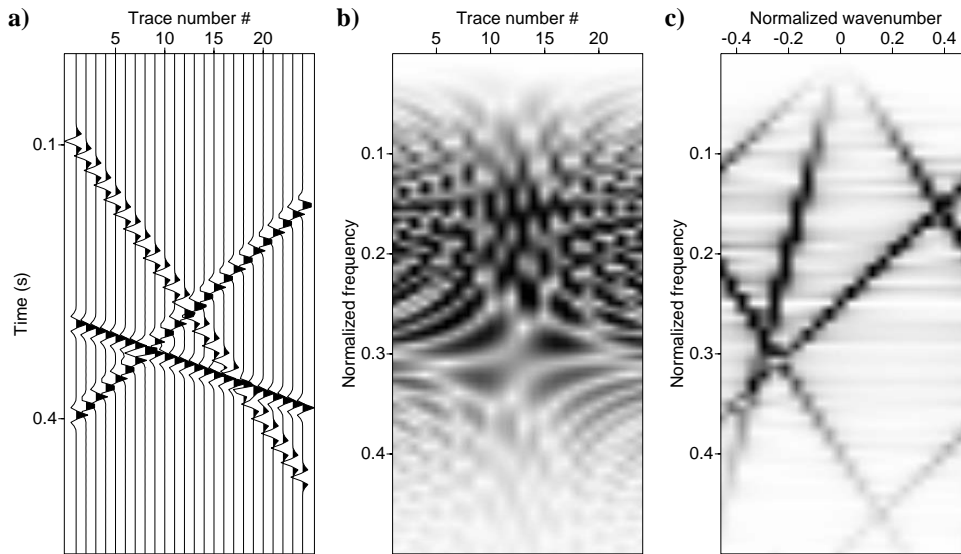 a)
Trace number #
5 10 15 20
Time (s)
0.1
0.4
b)
Trace number #
5 10 15 20
Normalized frequency
0.1
0.2
0.3
0.4
c)
Normalized wavenumber
-0.4 -0.2 0 0.2 0.4
Normalized frequency
0.1
0.2
0.3
0.4